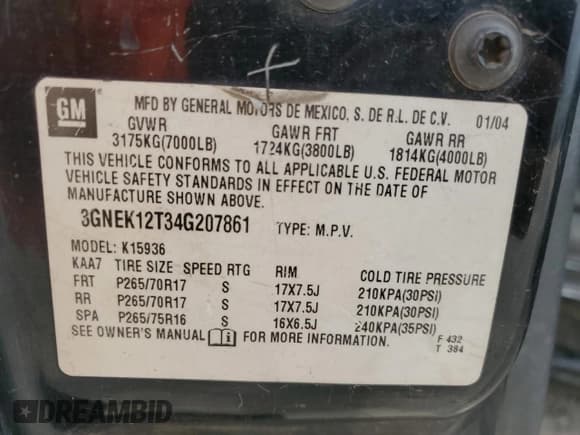 GM
MFD BY GENERAL MOTORS DE MEXICO, S. DE R.L. DE C.V. 01/04
GVWR GAWR FRT GAWR RR
3175KG(7000LB) 1724KG(3800LB) 1814KG(4000LB)
THIS VEHICLE CONFORMS TO ALL APPLICABLE U.S. FEDERAL MOTOR
VEHICLE SAFETY STANDARDS IN EFFECT ON THE DATE OF
MANUFACTURE SHOWN ABOVE.
3GNEK12T34G207861 TYPE: M.P.V.
MODEL: K15936
KAA7 TIRE SIZE SPEED RTG RIM COLD TIRE PRESSURE
FRT P265/70R17 S 17X7.5J 210KPA(30PSI)
RR P265/70R17 S 17X7.5J 210KPA(30PSI)
SPA P265/75R16 S 16X6.5J 240KPA(35PSI)
SEE OWNER'S MANUAL FOR MORE INFORMATION. F 432
T 384
DREAMBID